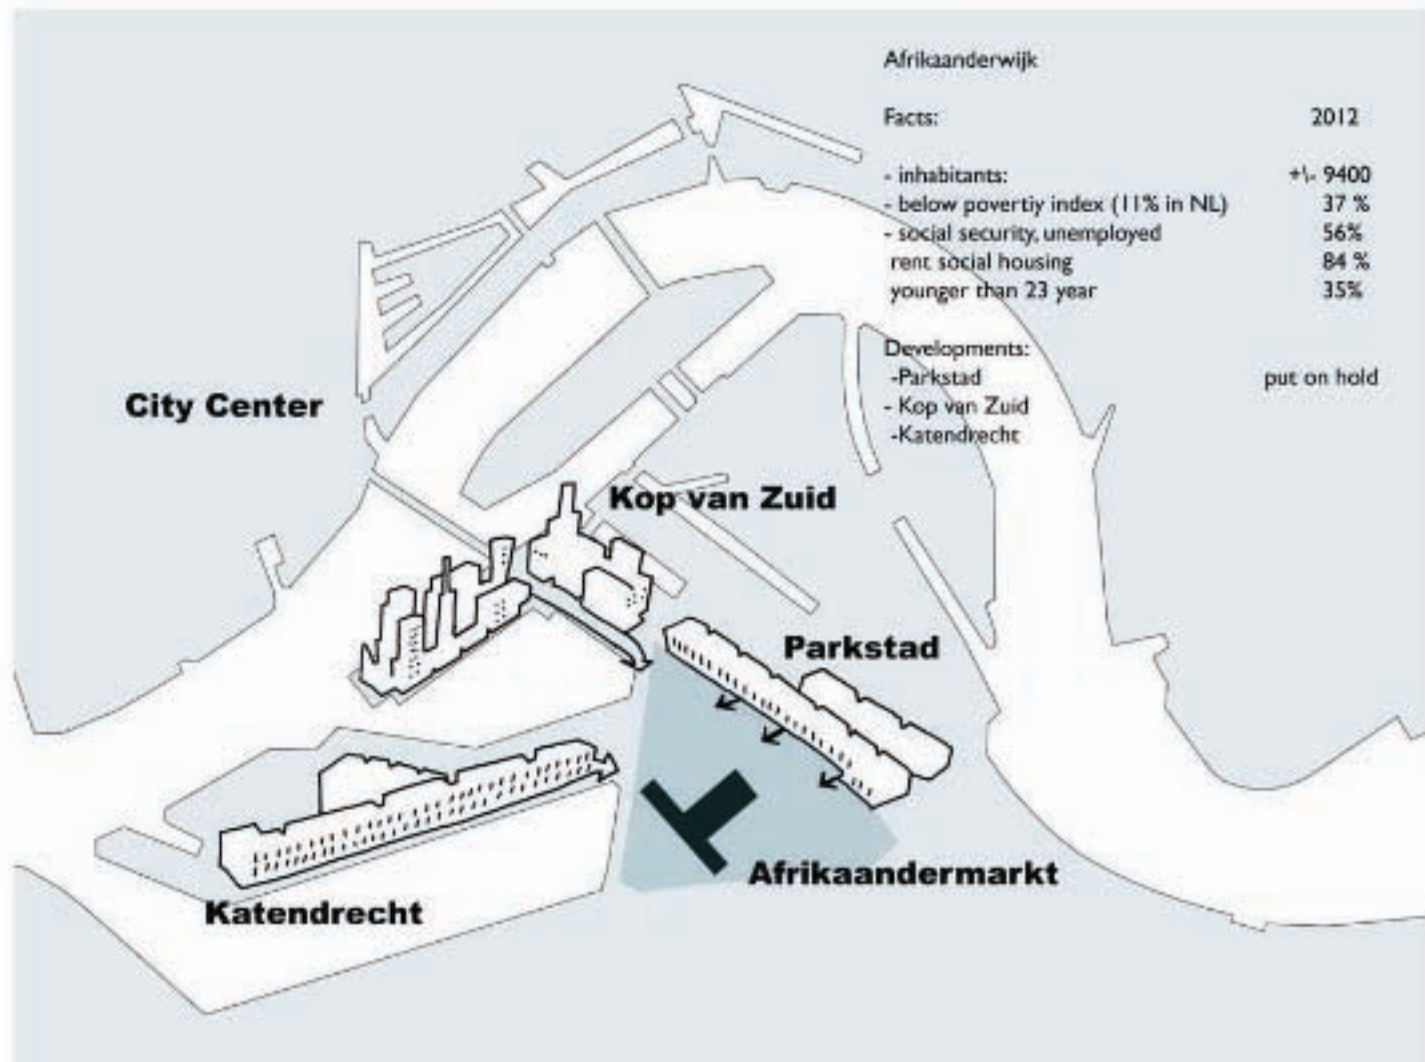 Afrikaanderwijk
Facts: 2012
- inhabitants: +\- 9400
- below povertiy index (11% in NL) 37 %
- social security, unemployed 56%
rent social housing 84 %
younger than 23 year 35%
Developments:
-Parkstad put on hold
- Kop van Zuid
-Katendrecht
City Center
Kop van Zuid
Parkstad
Afrikaandermarkt
Katendrecht